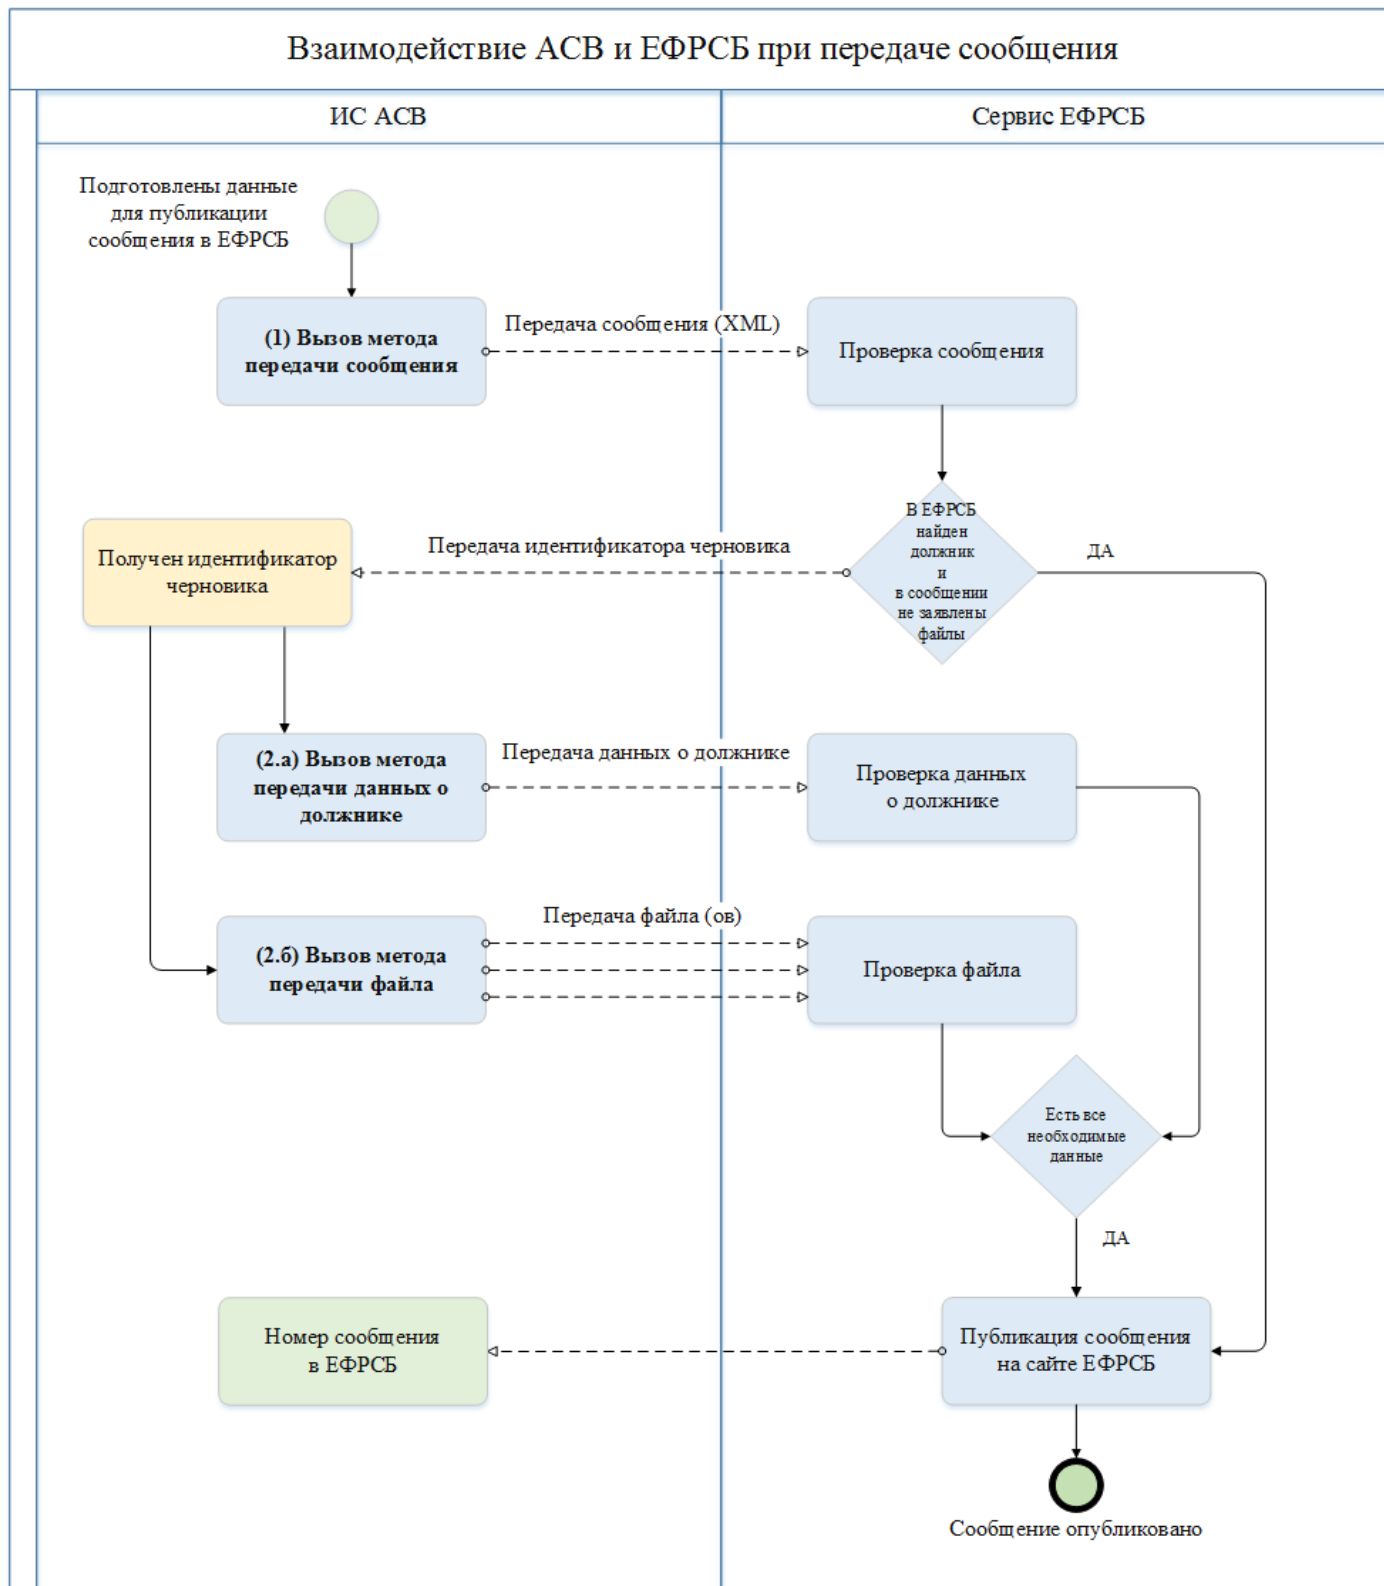 Взаимодействие АСВ и ЕФРСБ при передаче сообщения
ИС АСВ
Сервис ЕФРСБ
Подготовлены данные
для публикации
сообщения в ЕФРСБ
(1) Вызов метода
передачи сообщения
Передача сообщения (XML)
Проверка сообщения
В ЕФРСБ
найден
должник
и
в сообщении
не заявлены
файлы
ДА
Передача идентификатора черновика
Получен идентификатор
черновика
(2.а) Вызов метода
передачи данных о
должнике
Передача данных о должнике
Проверка данных
о должнике
(2.б) Вызов метода
передачи файла
Передача файла (ов)
Проверка файла
Есть все
необходимые
данные
ДА
Номер сообщения
в ЕФРСБ
Публикация сообщения
на сайте ЕФРСБ
Сообщение опубликовано